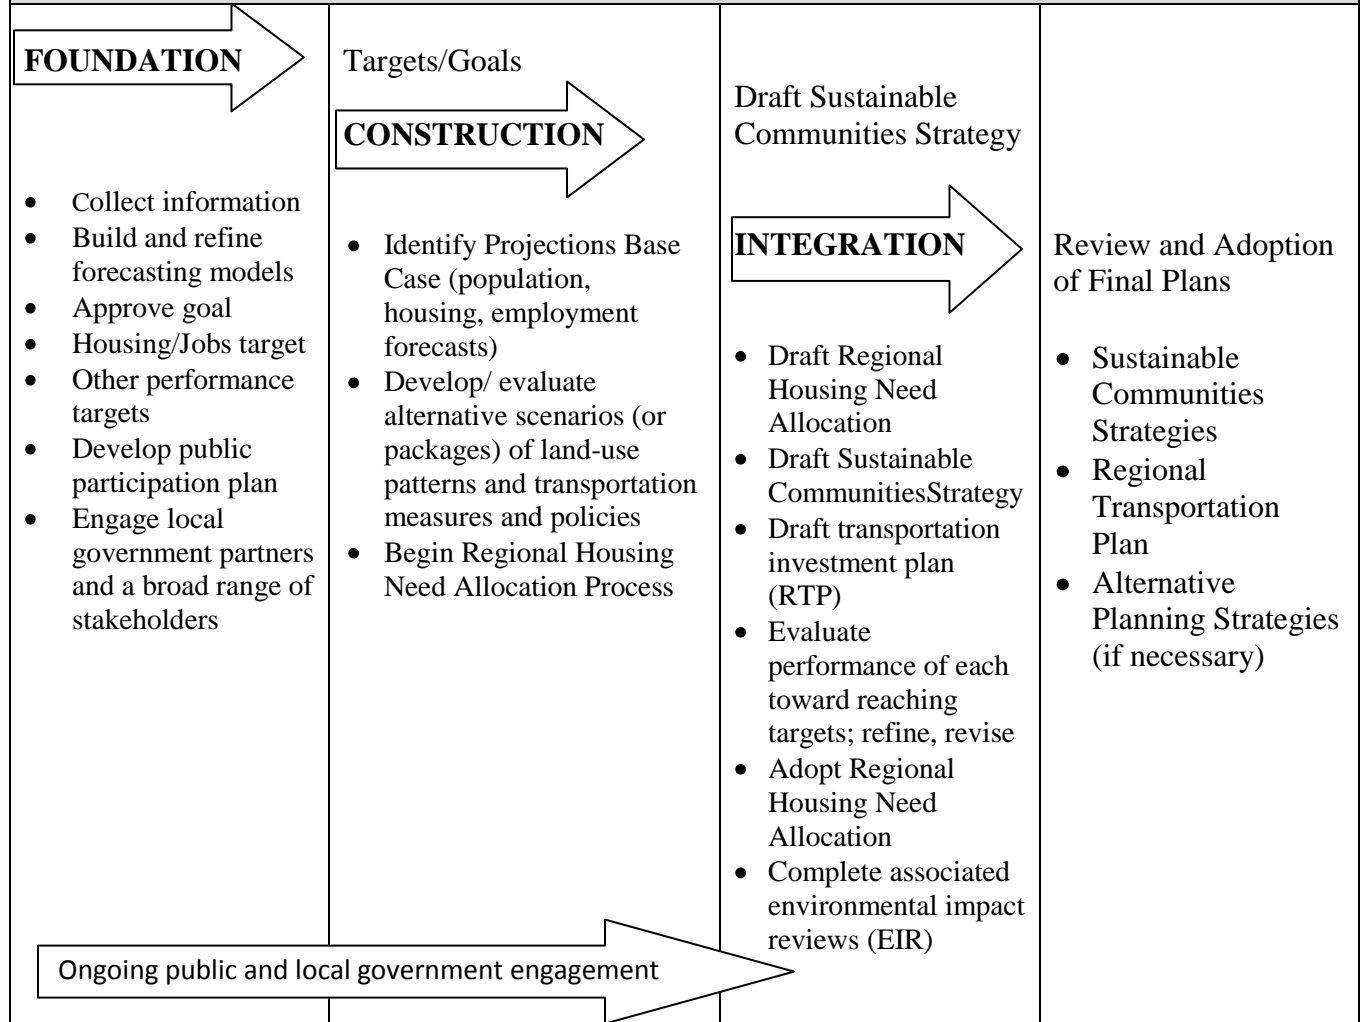 FOUNDATION
• Collect information
• Build and refine
forecasting models
• Approve goal
• Housing/Jobs target
• Other performance
targets
• Develop public
participation plan
• Engage local
government partners
and a broad range of
stakeholders
Targets/Goals
CONSTRUCTION
• Identify Projections Base
Case (population,
housing, employment
forecasts)
• Develop/ evaluate
alternative scenarios (or
packages) of land-use
patterns and transportation
measures and policies
• Begin Regional Housing
Need Allocation Process
Draft Sustainable
Communities Strategy
INTEGRATION
• Draft Regional
Housing Need
Allocation
• Draft Sustainable
CommunitiesStrategy
• Draft transportation
investment plan
(RTP)
• Evaluate
performance of each
toward reaching
targets; refine, revise
• Adopt Regional
Housing Need
Allocation
• Complete associated
environmental impact
reviews (EIR)
Review and Adoption
of Final Plans
• Sustainable
Communities
Strategies
• Regional
Transportation
Plan
• Alternative
Planning Strategies
(if necessary)
Ongoing public and local government engagement